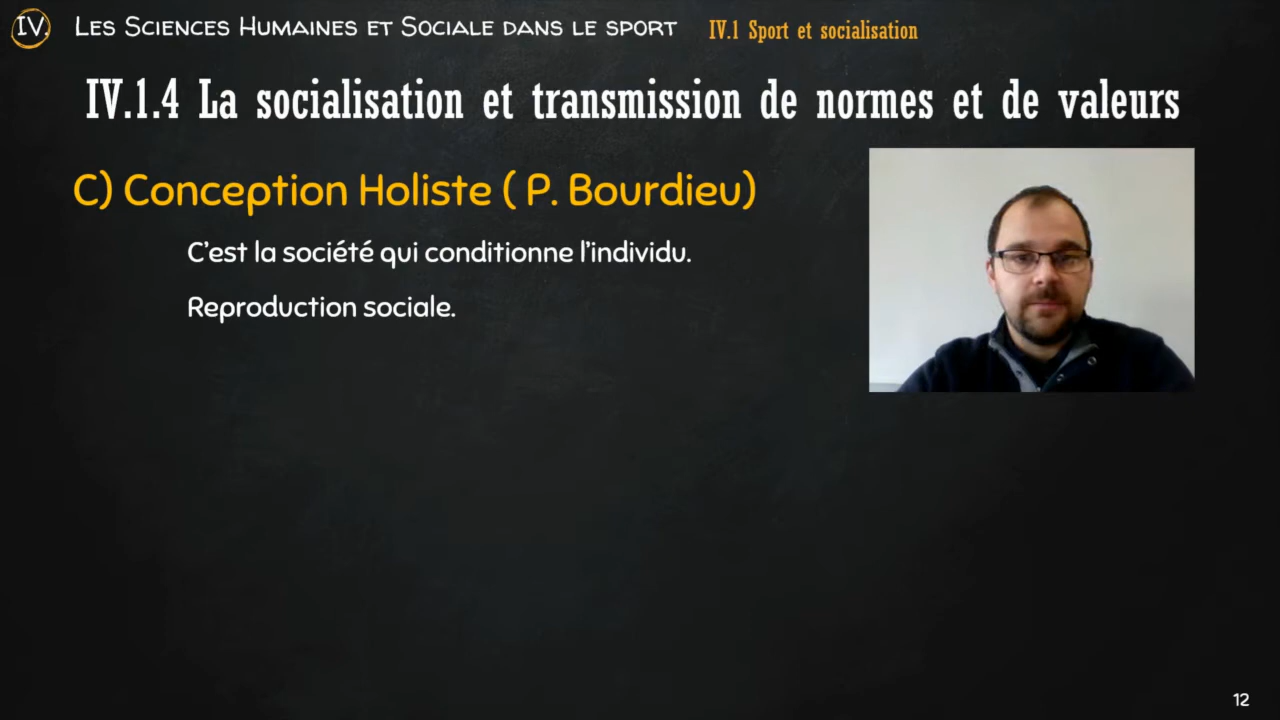 IV. Les Sciences Humaines et Sociale dans le sport IV.1 Sport et socialisation
IV.1.4 La socialisation et transmission de normes et de valeurs
C) Conception Holiste ( P. Bourdieu)
C'est la société qui conditionne l'individu.
Reproduction sociale.
12